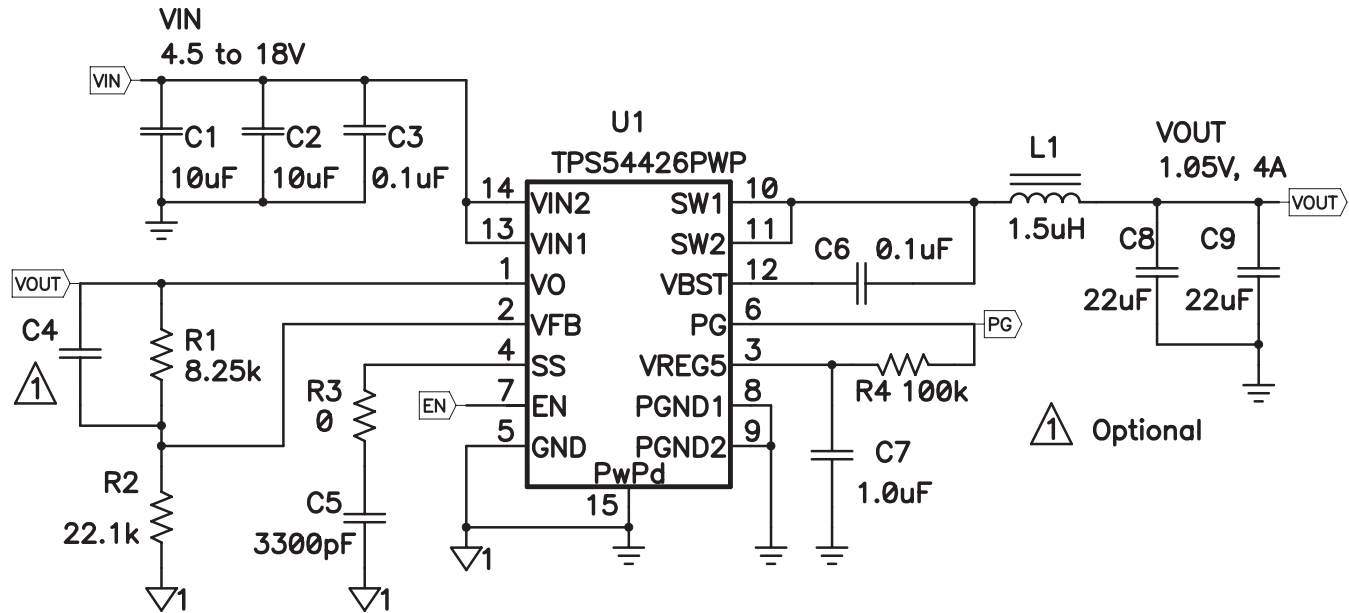 VIN
4.5 to 18V
VIN
C1
10uF
C2
10uF
C3
0.1uF
U1
TPS54426PWP
14
VIN2
13
VIN1
1
VO
2
VFB
4
SS
7
EN
5
GND
SW1
10
SW2
11
VBST
12
PG
6
VREG5
3
PGND1
8
PGND2
9
PwPd
15
L1
1.5uH
VOUT
1.05V, 4A
VOUT
C6
0.1uF
C8
22uF
C9
22uF
PG
R4 100k
C7
1.0uF
1
Optional
VOUT
C4
1
R1
8.25k
R2
22.1k
1
R3
0
C5
3300pF
1
EN
1